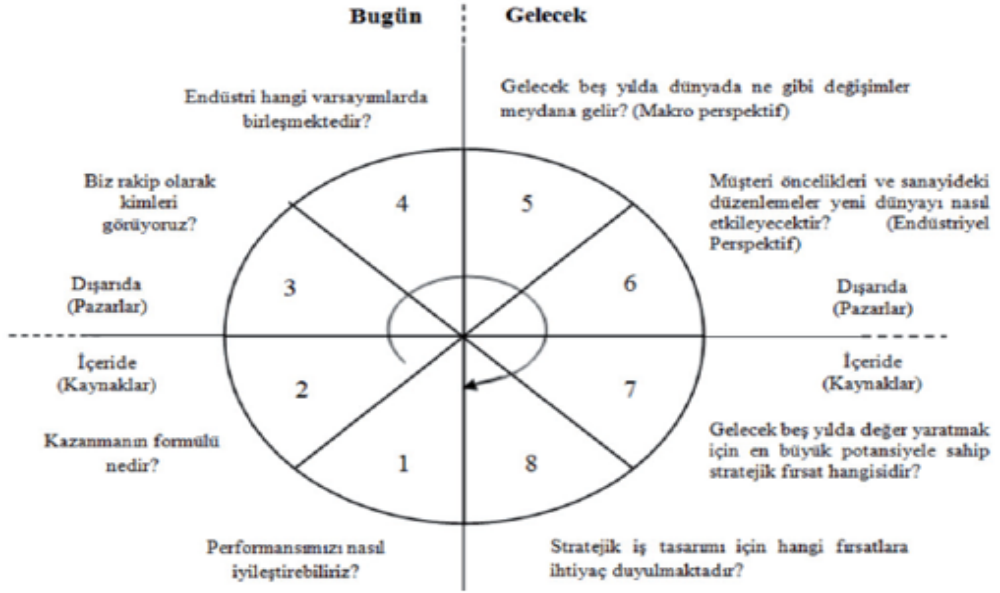 Bugün
Gelecek
Endüstri hangi varsayımlarda
birleşmektedir?
Gelecek beş yılda dünyada ne gibi değişimler
meydana gelir? (Makro perspektif)
Biz rakip olarak
kimleri
görüyoruz?
Müşteri öncelikleri ve sanayideki
düzenlemeler yeni dünyayı nasıl
etkileyecektir? (Endüstriyel
Perspektif)
4
5
3
6
Dışarıda
(Pazarlar)
Dışarıda
(Pazarlar)
İçeride
(Kaynaklar)
İçeride
(Kaynaklar)
2
7
Kazanmanın formülü
nedir?
Gelecek beş yılda değer yaratmak
için en büyük potansiyele sahip
stratejik fırsat hangisidir?
1
8
Performansımızı nasıl
iyileştirebiliriz?
Stratejik iş tasarımı için hangi fırsatlara
ihtiyaç duyulmaktadır?